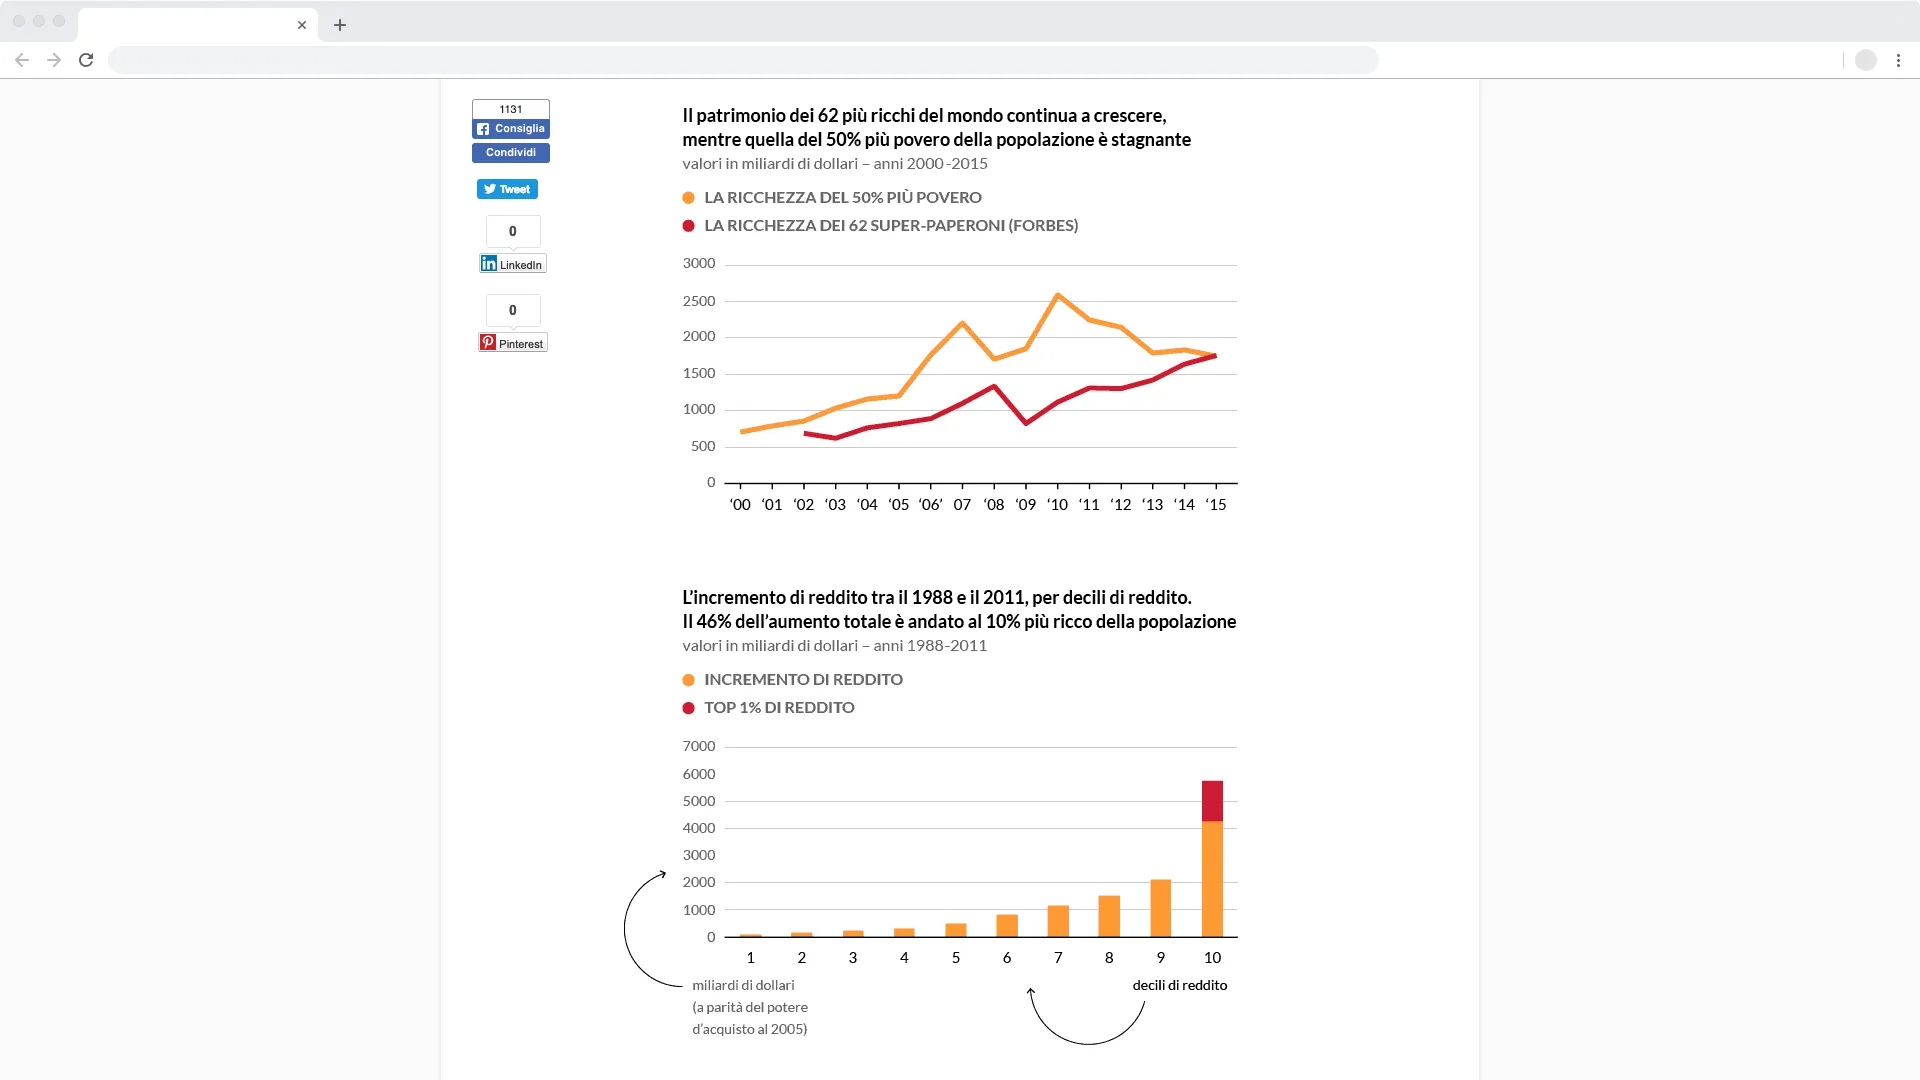 1131
Consiglia
Condividi
Tweet
0
LinkedIn
0
Pinterest
Il patrimonio dei 62 più ricchi del mondo continua a crescere,
mentre quella del 50% più povero della popolazione è stagnante
valori in miliardi di dollari – anni 2000-2015
LA RICCHEZZA DEL 50% PIÙ POVERO
LA RICCHEZZA DEI 62 SUPER-PAPERONI (FORBES)
3000
2500
2000
1500
1000
500
0
‘00 ‘01 ‘02 ‘03 ‘04 ‘05 ‘06’ 07 ‘08 ‘09 ‘10 ‘11 ‘12 ‘13 ‘14 ‘15
L’incremento di reddito tra il 1988 e il 2011, per decili di reddito.
Il 46% dell’aumento totale è andato al 10% più ricco della popolazione
valori in miliardi di dollari – anni 1988-2011
INCREMENTO DI REDDITO
TOP 1% DI REDDITO
7000
6000
5000
4000
3000
2000
1000
0
1 2 3 4 5 6 7 8 9 10
miliardi di dollari
(a parità del potere
d’acquisto al 2005)
decili di reddito